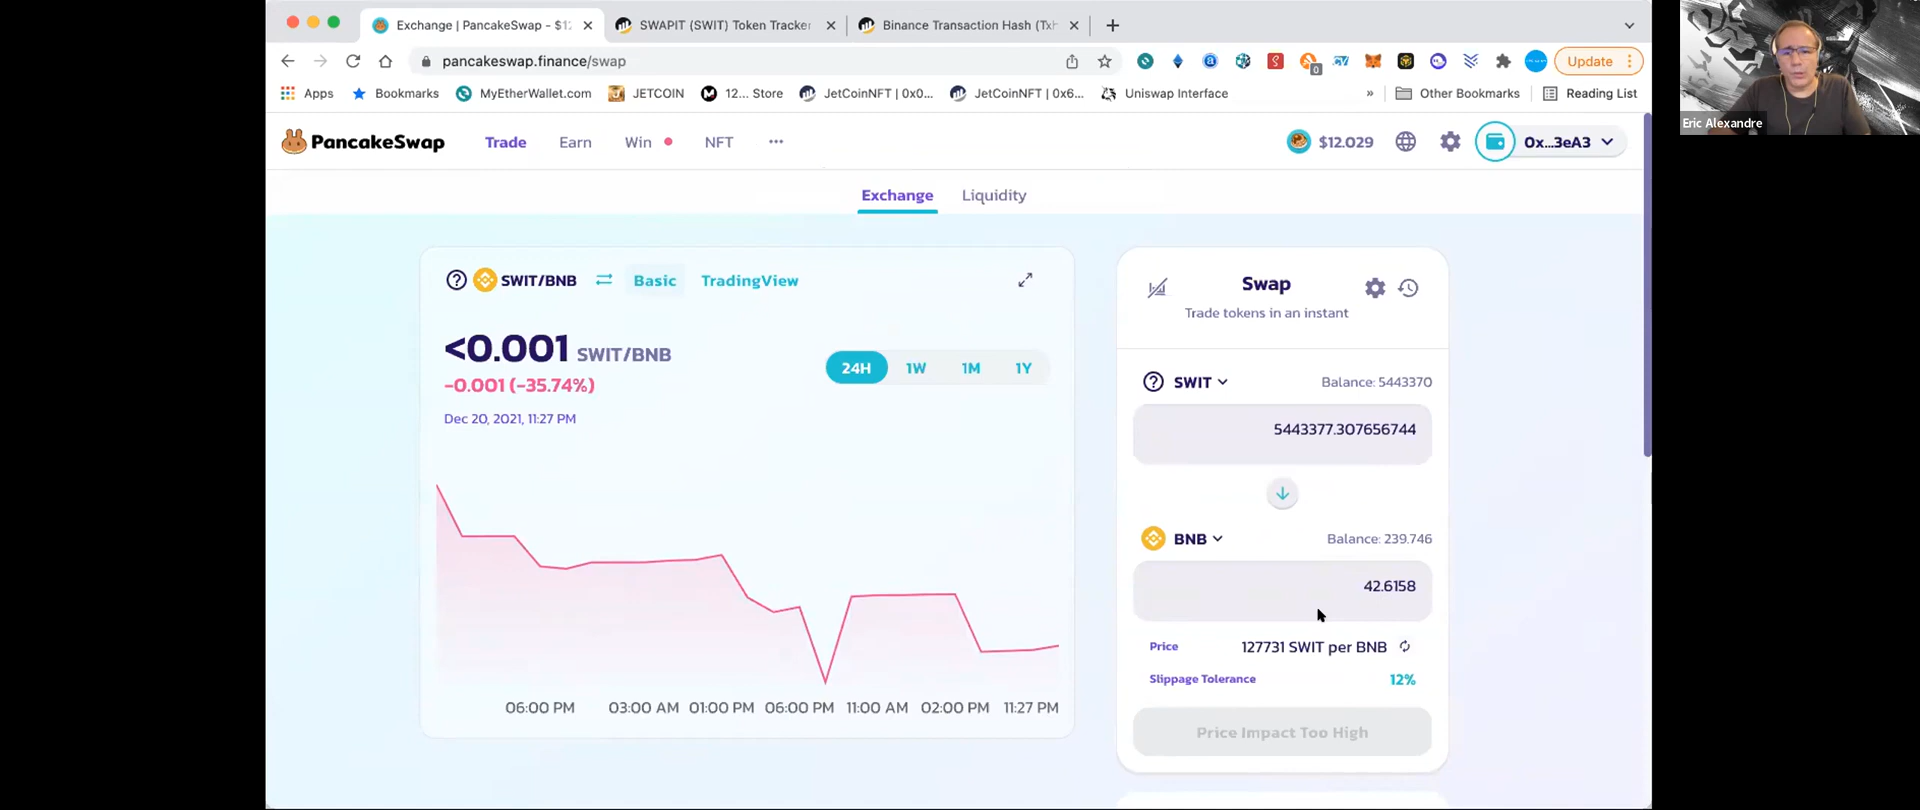 Exchange | PancakeSwap - $12
SWAPIT (SWIT) Token Tracker
Binance Transaction Hash (Txh
pancakeswap.finance/swap
0
Update
Apps
Bookmarks
MyEtherWallet.com
JETCOIN
12... Store
JetCoinNFT | 0x0...
JetCoinNFT | 0x6...
Uniswap Interface
»
Other Bookmarks
Reading List
Eric Alexandre
PancakeSwap
Trade
Earn
Win
NFT
$12.029
0x...3eA3
Exchange
Liquidity
SWIT/BNB
Basic
TradingView
<0.001 SWIT/BNB
-0.001 (-35.74%)
Dec 20, 2021, 11:27 PM
24H
1W
1M
1Y
06:00 PM
03:00 AM
01:00 PM
06:00 PM
11:00 AM
02:00 PM
11:27 PM
Swap
Trade tokens in an instant
SWIT
Balance: 5443370
5443377.307656744
BNB
Balance: 239.746
42.6158
Price
127731 SWIT per BNB
Slippage Tolerance
12%
Price Impact Too High